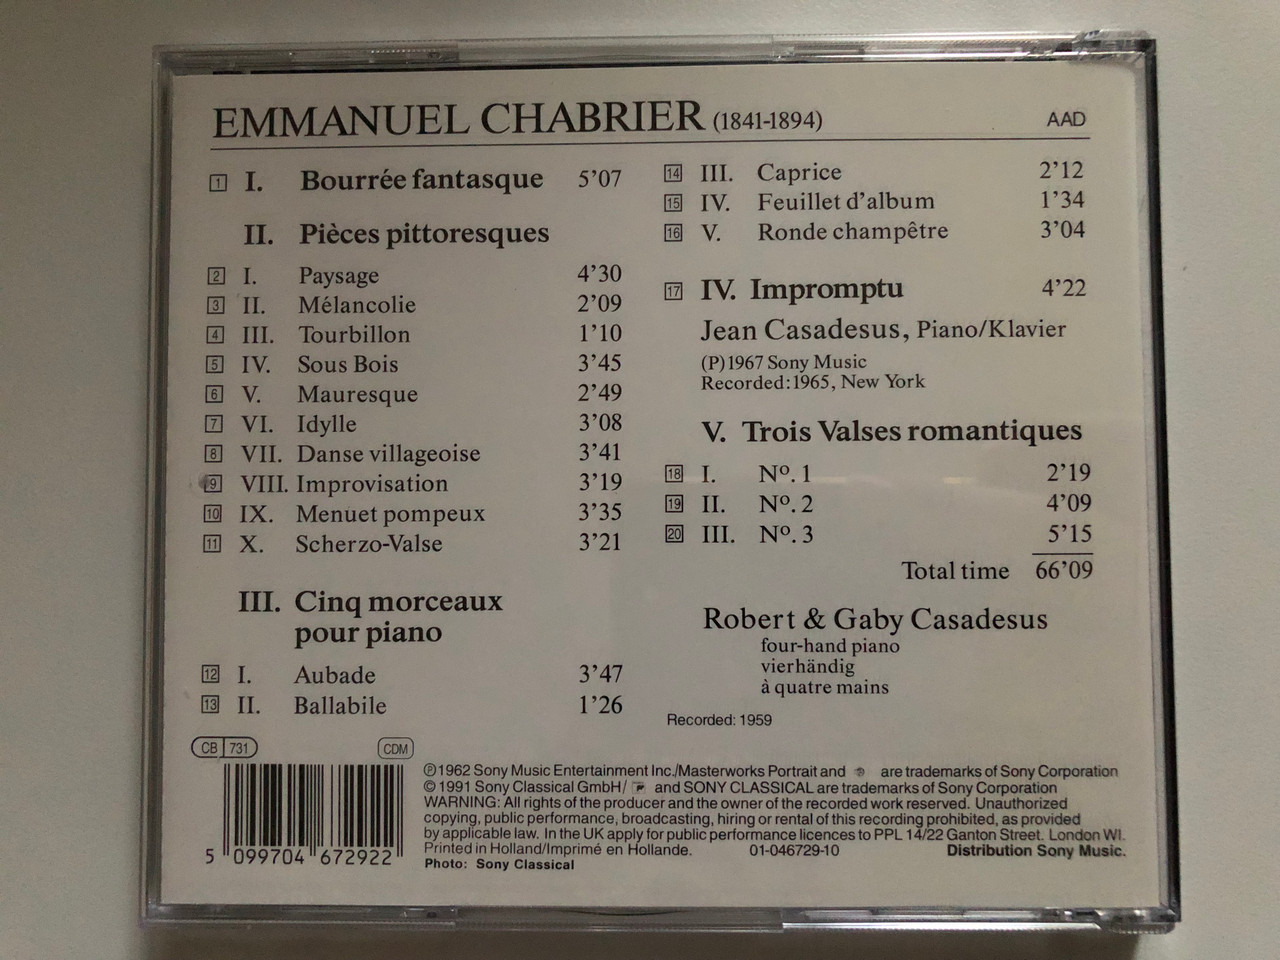 EMMANUEL CHABRIER (1841-1894) AAD
1 I. Bourrée fantasque 5'07
II. Pièces pittoresques
2 I. Paysage 4'30
3 II. Mélancolie 2'09
4 III. Tourbillon 1'10
5 IV. Sous Bois 3'45
6 V. Mauresque 2'49
7 VI. Idylle 3'08
8 VII. Danse villageoise 3'41
9 VIII. Improvisation 3'19
10 IX. Menuet pompeux 3'35
11 X. Scherzo-Valse 3'21
III. Cinq morceaux
pour piano
12 I. Aubade 3'47
13 II. Ballabile 1'26
14 III. Caprice 2'12
15 IV. Feuillet d'album 1'34
16 V. Ronde champêtre 3'04
17 IV. Impromptu 4'22
Jean Casadesus, Piano/Klavier
(P)1967 Sony Music
Recorded:1965, New York
V. Trois Valses romantiques
18 I. Nº. 1 2'19
19 II. Nº. 2 4'09
20 III. Nº. 3 5'15
Total time 66'09
Robert & Gaby Casadesus
four-hand piano
vierhändig
à quatre mains
Recorded: 1959
CB 731 CDM
5 099704 672922
℗1962 Sony Music Entertainment Inc./Masterworks Portrait and are trademarks of Sony Corporation
©1991 Sony Classical GmbH/ and SONY CLASSICAL are trademarks of Sony Corporation
WARNING: All rights of the producer and the owner of the recorded work reserved. Unauthorized
copying, public performance, broadcasting, hiring or rental of this recording prohibited, as provided
by applicable law. In the UK apply for public performance licences to PPL 14/22 Ganton Street. London WI.
Printed in Holland/Imprimé en Hollande. 01-046729-10 Distribution Sony Music.
Photo: Sony Classical